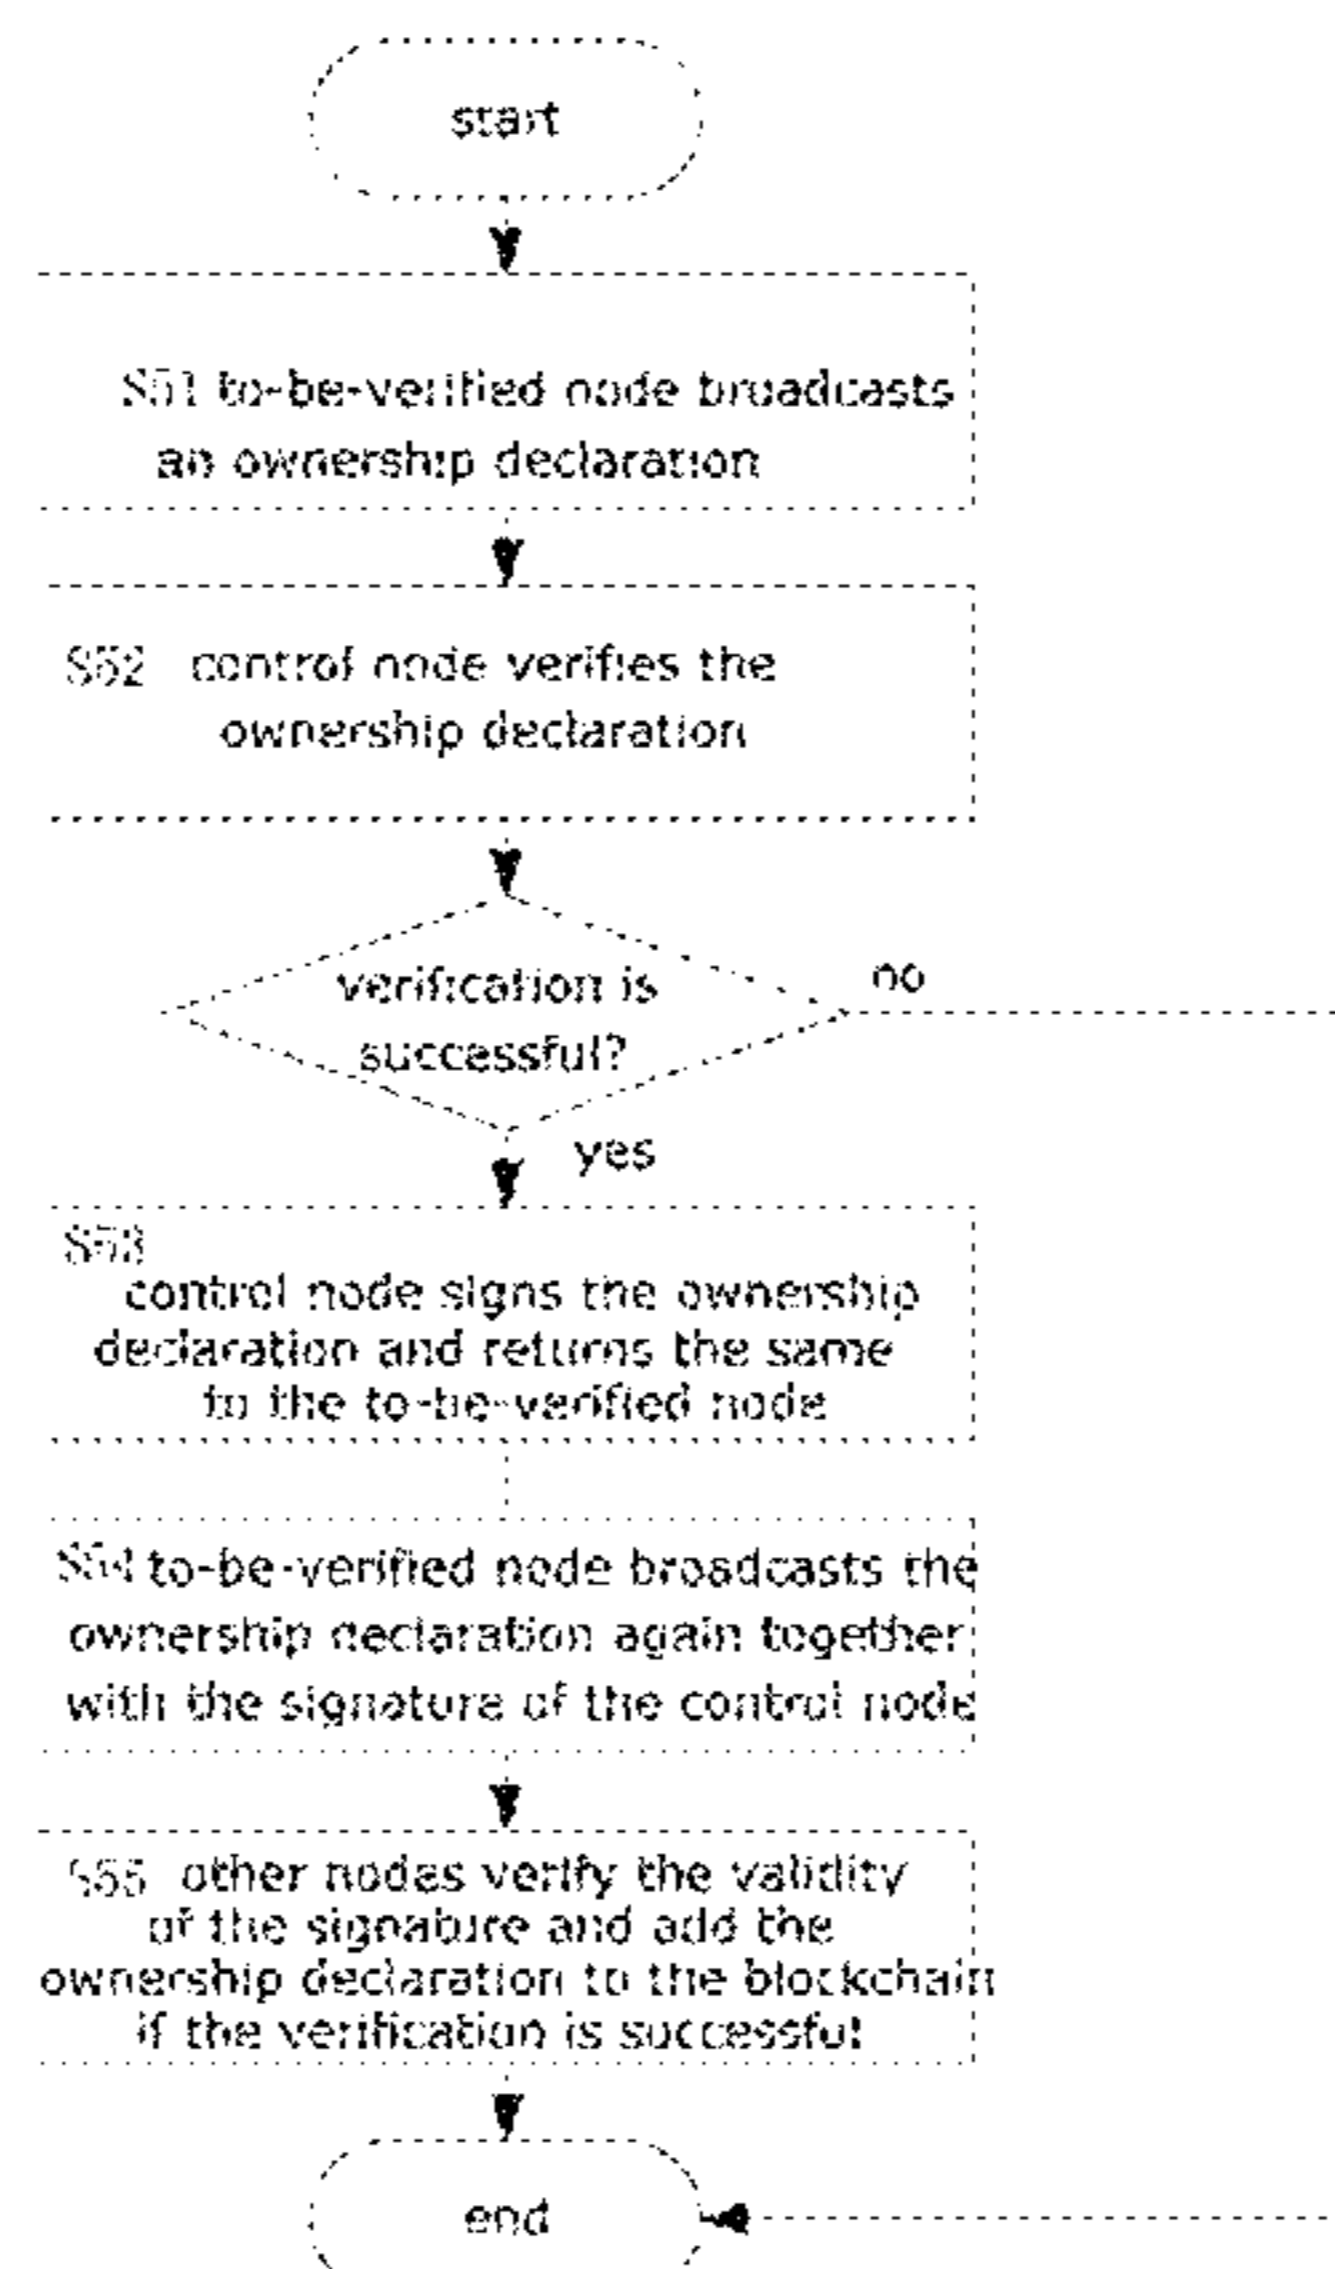 start
S51 to-be-verified node broadcasts
an ownership declaration
S52 control node verifies the
ownership declaration
verification is
successful?
no
yes
S53
control node signs the ownership
declaration and returns the same
to the to-be-verified node
S54 to-be-verified node broadcasts the
ownership declaration again together
with the signature of the control node
S55 other nodes verify the validity
of the signature and add the
ownership declaration to the blockchain
if the verification is successful
end